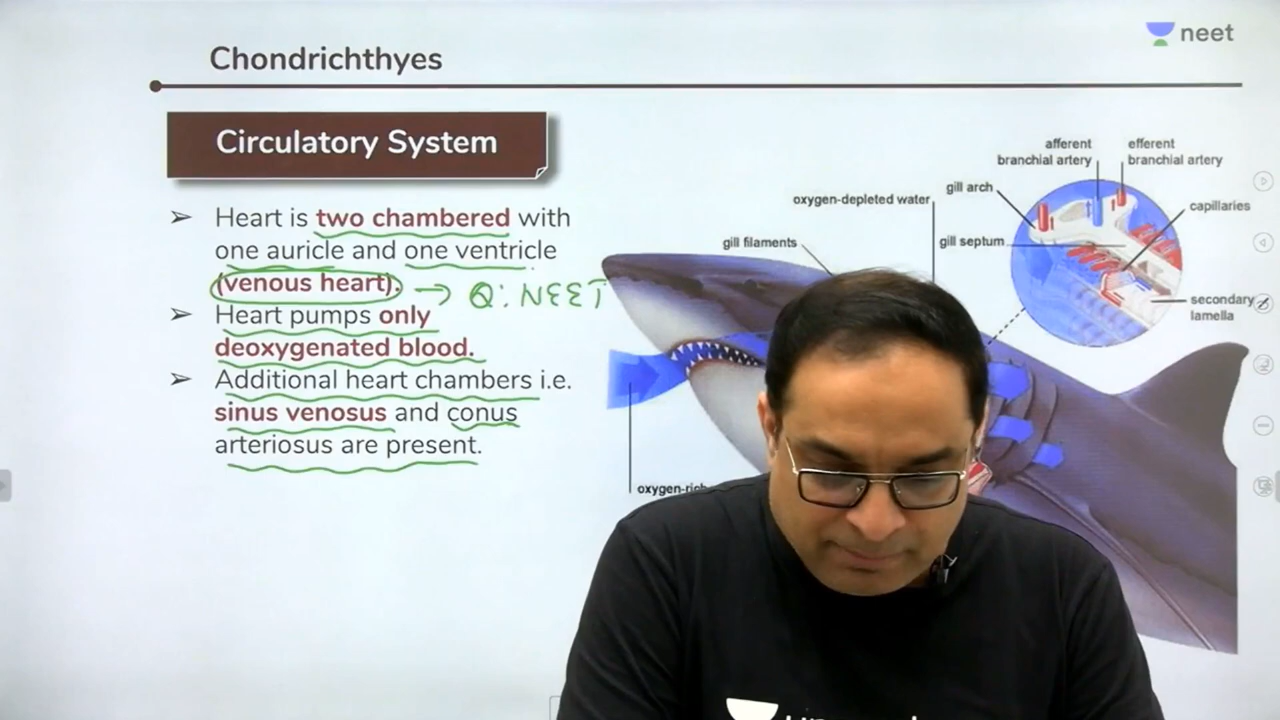 neet
Chondrichthyes
Circulatory System
➢ Heart is two chambered with
one auricle and one ventricle
(venous heart). → Q: NEET
➢ Heart pumps only
deoxygenated blood.
➢ Additional heart chambers i.e.
sinus venosus and conus
arteriosus are present.
afferent
branchial artery
efferent
branchial artery
gill arch
capillaries
oxygen-depleted water
gill septum
gill filaments
secondary
lamella